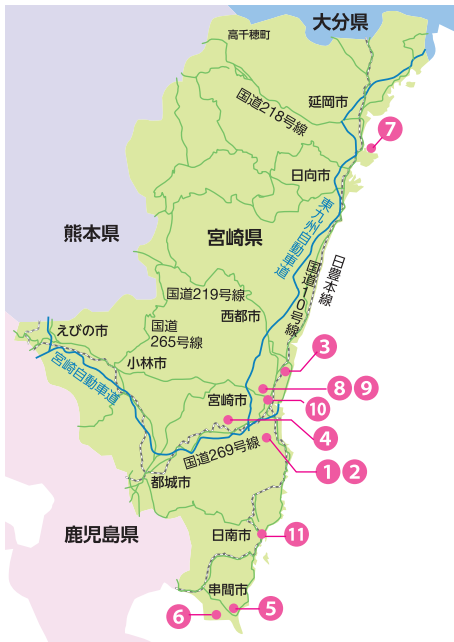 大分県
高千穂町
国道218号線
延岡市
7
日向市
熊本県
宮崎県
東九州自動車道
国道10号線
日豊本線
国道219号線
西都市
国道
265号線
えびの市
小林市
宮崎自動車道
3
8 9
宮崎市
10
4
国道269号線
1 2
都城市
鹿児島県
日南市
11
串間市
5
6